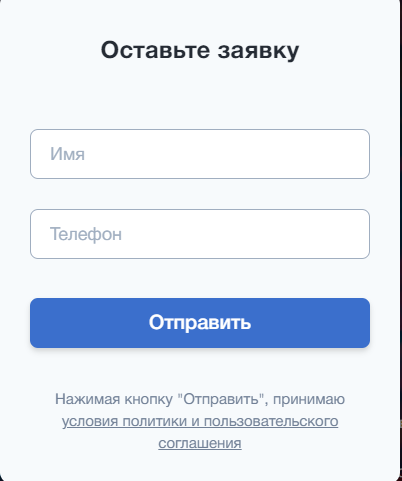 Оставьте заявку
Имя
Телефон
Отправить
Нажимая кнопку "Отправить", принимаю
условия политики и пользовательского
соглашения